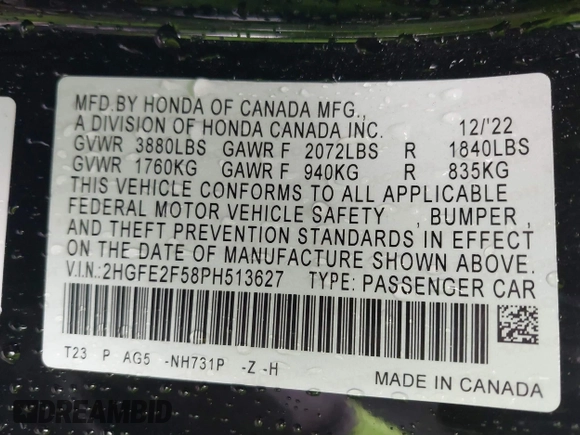 MFD.BY HONDA OF CANADA MFG.,
A DIVISION OF HONDA CANADA INC. 12/'22
GVWR 3880LBS GAWR F 2072LBS R 1840LBS
GVWR 1760KG GAWR F 940KG R 835KG
THIS VEHICLE CONFORMS TO ALL APPLICABLE
FEDERAL MOTOR VEHICLE SAFETY , BUMPER ,
AND THEFT PREVENTION STANDARDS IN EFFECT
ON THE DATE OF MANUFACTURE SHOWN ABOVE.
V.I.N.:2HGFE2F58PH513627 TYPE: PASSENGER CAR
T23 P AG5 -NH731P -Z -H
MADE IN CANADA
DREAMBID